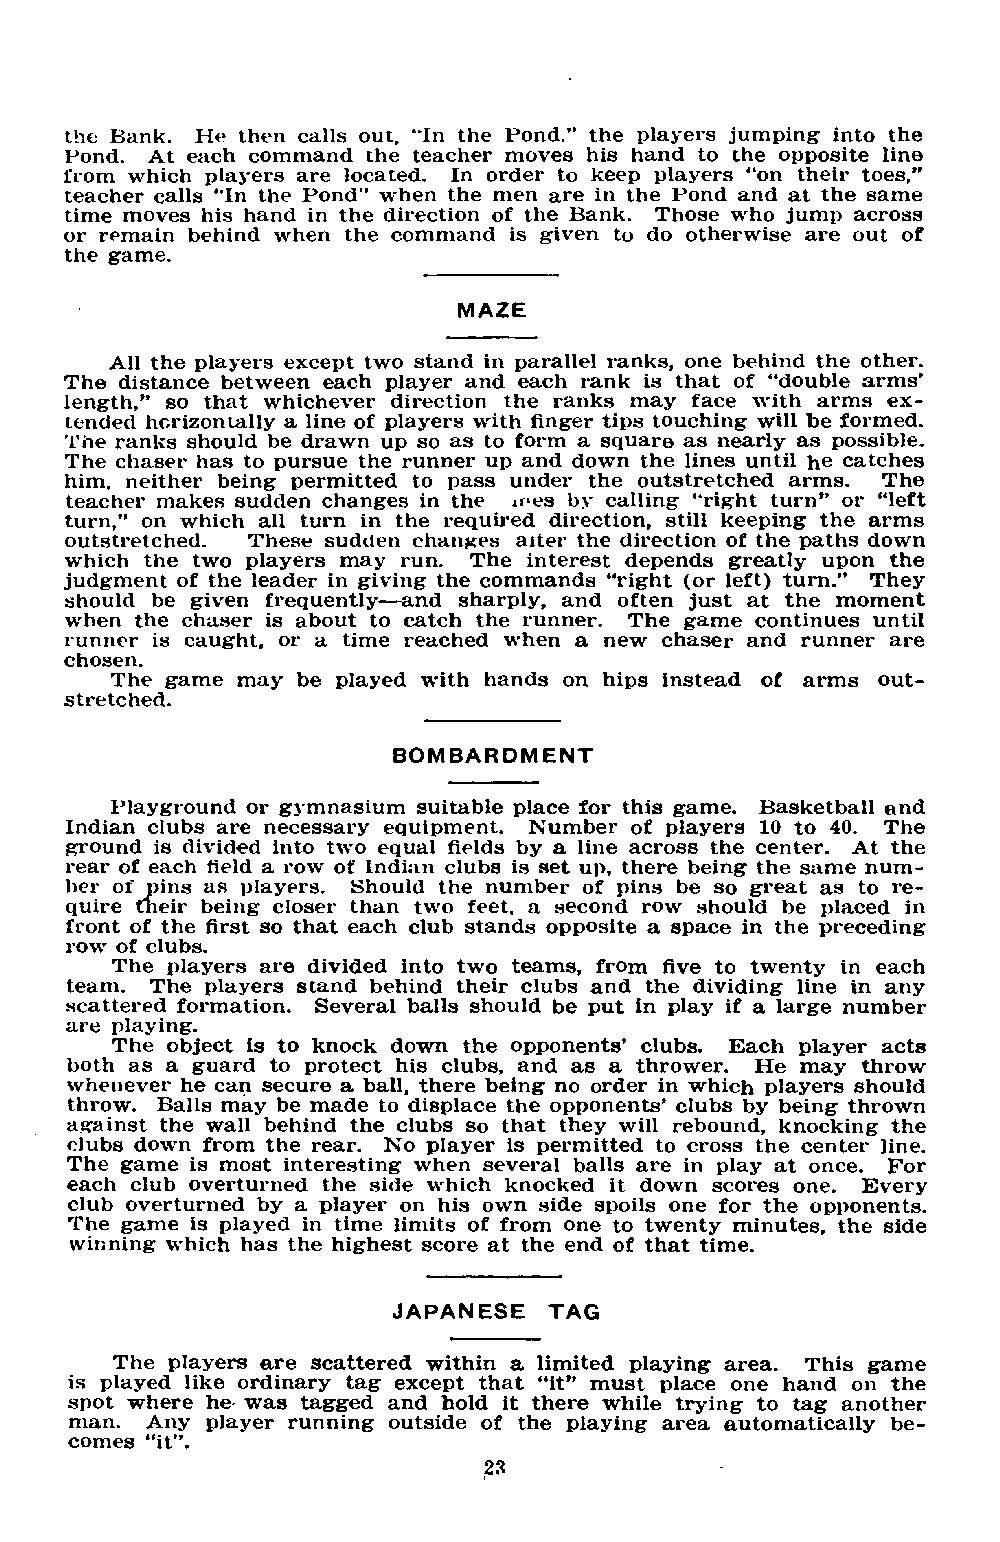 the Bank. He then calls out, "In the Pond." the players jumping into the
Pond. At each command the teacher moves his hand to the opposite line
from which players are located. In order to keep players "on their toes,"
teacher calls "In the Pond" when the men are in the Pond and at the same
time moves his hand in the direction of the Bank. Those who jump across
or remain behind when the command is given to do otherwise are out of
the game.
MAZE
All the players except two stand in parallel ranks, one behind the other.
The distance between each player and each rank is that of "double arms'
length," so that whichever direction the ranks may face with arms ex-
tended horizontally a line of players with finger tips touching will be formed.
The ranks should be drawn up so as to form a square as nearly as possible.
The chaser has to pursue the runner up and down the lines until he catches
him, neither being permitted to pass under the outstretched arms. The
teacher makes sudden changes in the by calling "right turn" or "left
turn," on which all turn in the required direction, still keeping the arms
outstretched. These sudden changes alter the direction of the paths down
which the two players may run. The interest depends greatly upon the
judgment of the leader in giving the commands "right (or left) turn." They
should be given frequently—and sharply, and often just at the moment
when the chaser is about to catch the runner. The game continues until
runner is caught, or a time reached when a new chaser and runner are
chosen.
The game may be played with hands on hips instead of arms out-
stretched.
BOMBARDMENT
Playground or gymnasium suitable place for this game. Basketball and
Indian clubs are necessary equipment. Number of players 10 to 40. The
ground is divided into two equal fields by a line across the center. At the
rear of each field a row of Indian clubs is set up, there being the same num-
ber of pins as players. Should the number of pins be so great as to re-
quire their being closer than two feet, a second row should be placed in
front of the first so that each club stands opposite a space in the preceding
row of clubs.
The players are divided into two teams, from five to twenty in each
team. The players stand behind their clubs and the dividing line in any
scattered formation. Several balls should be put in play if a large number
are playing.
The object is to knock down the opponents' clubs. Each player acts
both as a guard to protect his clubs, and as a thrower. He may throw
whenever he can secure a ball, there being no order in which players should
throw. Balls may be made to displace the opponents' clubs by being thrown
against the wall behind the clubs so that they will rebound, knocking the
clubs down from the rear. No player is permitted to cross the center line.
The game is most interesting when several balls are in play at once. For
each club overturned the side which knocked it down scores one. Every
club overturned by a player on his own side spoils one for the opponents.
The game is played in time limits of from one to twenty minutes, the side
winning which has the highest score at the end of that time.
JAPANESE TAG
The players are scattered within a limited playing area. This game
is played like ordinary tag except that "it" must place one hand on the
spot where he was tagged and hold it there while trying to tag another
man. Any player running outside of the playing area automatically be-
comes "it".
23